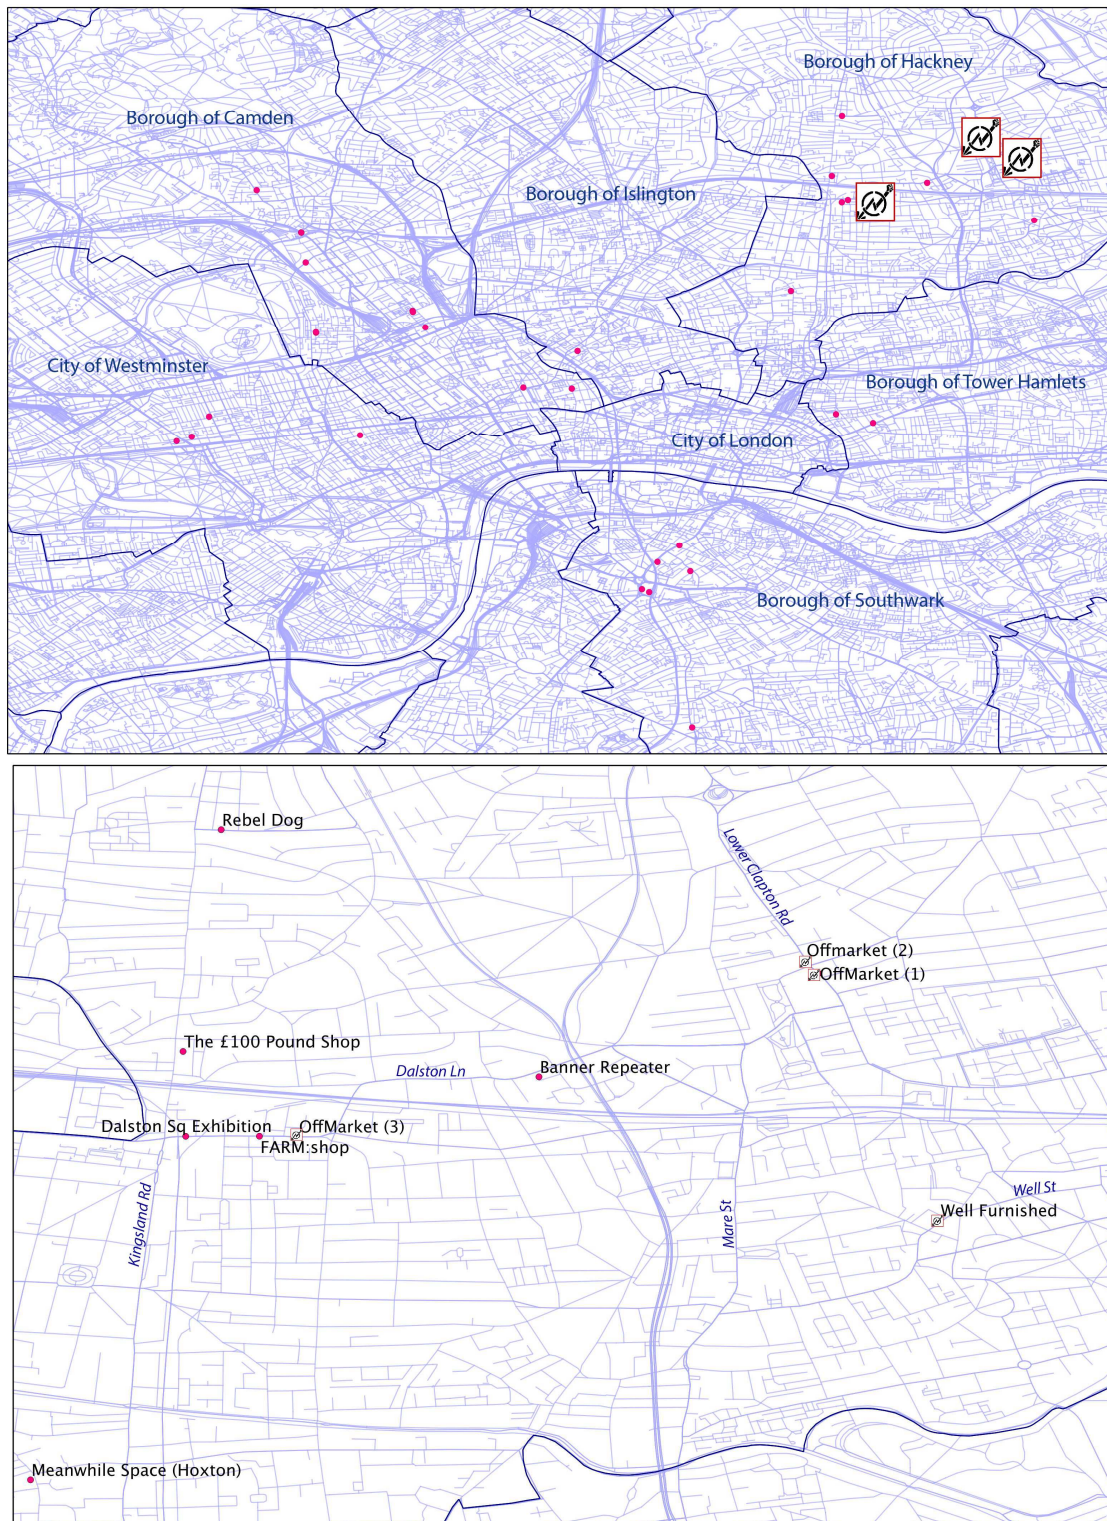 Borough of Hackney
Borough of Camden
Borough of Islington
City of Westminster
Borough of Tower Hamlets
City of London
Borough of Southwark
Rebel Dog
Lower Clapton Rd
Offmarket (2)
OffMarket (1)
The £100 Pound Shop
Dalston Ln
Banner Repeater
Dalston Sq Exhibition
OffMarket (3)
FARM:shop
Kingsland Rd
Mare St
Well St
Well Furnished
Meanwhile Space (Hoxton)